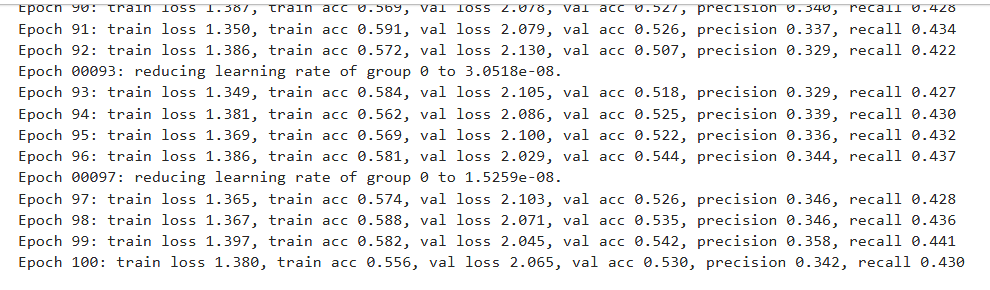 Epoch 90: train loss 1.387, train acc 0.569, val loss 2.078, val acc 0.527, precision 0.340, recall 0.428
Epoch 91: train loss 1.350, train acc 0.591, val loss 2.079, val acc 0.526, precision 0.337, recall 0.434
Epoch 92: train loss 1.386, train acc 0.572, val loss 2.130, val acc 0.507, precision 0.329, recall 0.422
Epoch 00093: reducing learning rate of group 0 to 3.0518e-08.
Epoch 93: train loss 1.349, train acc 0.584, val loss 2.105, val acc 0.518, precision 0.329, recall 0.427
Epoch 94: train loss 1.381, train acc 0.562, val loss 2.086, val acc 0.525, precision 0.339, recall 0.430
Epoch 95: train loss 1.369, train acc 0.569, val loss 2.100, val acc 0.522, precision 0.336, recall 0.432
Epoch 96: train loss 1.386, train acc 0.581, val loss 2.029, val acc 0.544, precision 0.344, recall 0.437
Epoch 00097: reducing learning rate of group 0 to 1.5259e-08.
Epoch 97: train loss 1.365, train acc 0.574, val loss 2.103, val acc 0.526, precision 0.346, recall 0.428
Epoch 98: train loss 1.367, train acc 0.588, val loss 2.071, val acc 0.535, precision 0.346, recall 0.436
Epoch 99: train loss 1.397, train acc 0.582, val loss 2.045, val acc 0.542, precision 0.358, recall 0.441
Epoch 100: train loss 1.380, train acc 0.556, val loss 2.065, val acc 0.530, precision 0.342, recall 0.430